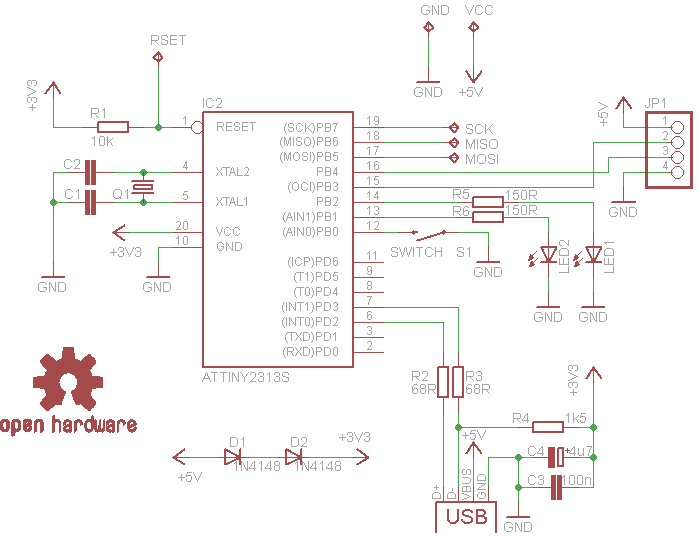 GND VCC
RSET
+3V3
GND +5V
IC2
+5V
JP1
R1
10k
1 RESET
(SCK)PB7 19 SCK
(MISO)PB6 18 MISO
(MOSI)PB5 17 MOSI
PB4 16
(OCI)PB3 15
PB2 14
(AIN1)PB1 13
(AIN0)PB0 12
(ICP)PD6 11
(T1)PD5 9
(T0)PD4 8
(INT1)PD3 7
(INT0)PD2 6
(TXD)PD1 3
(RXD)PD0 2
1
2
3
4
GND
C2
4 XTAL2
C1 Q1
5 XTAL1
20 VCC
10 GND
+3V3
GND GND
R5 150R
R6 150R
SWITCH S1
GND
LED2 LED1
GND GND
ATTINY2313S
open hardware
R2 R3
68R 68R
+3V3
R4 1k5
D1 D2 +3V3
1N4148 1N4148
+5V
+5V
C4 + 4u7
C3 100n
D+ D- VBUS GND
USB
GND